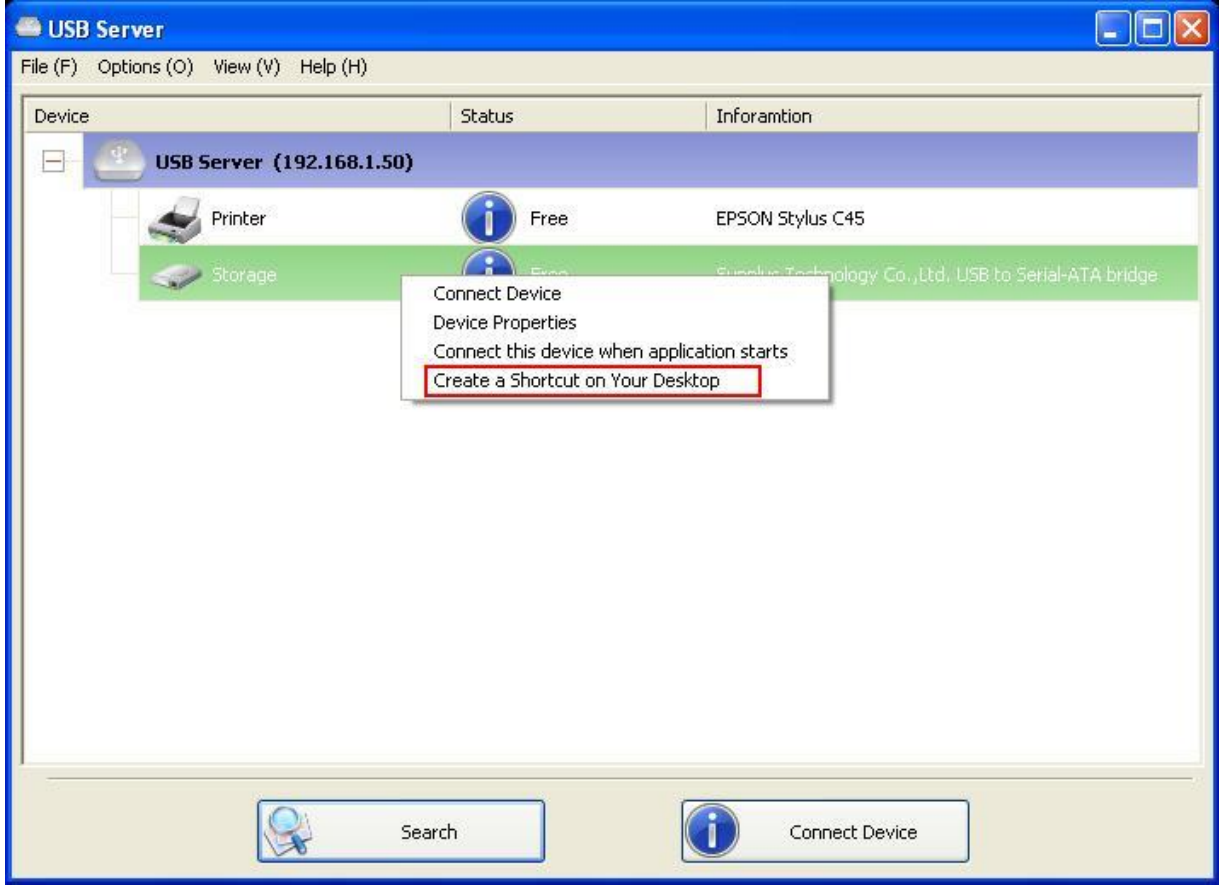 USB Server
File (F) Options (O) View (V) Help (H)
Device Status Inforamtion
USB Server (192.168.1.50)
Printer Free EPSON Stylus C45
Storage Free Sunplus Technology Co.,Ltd. USB to Serial-ATA bridge
Connect Device
Device Properties
Connect this device when application starts
Create a Shortcut on Your Desktop
Search Connect Device